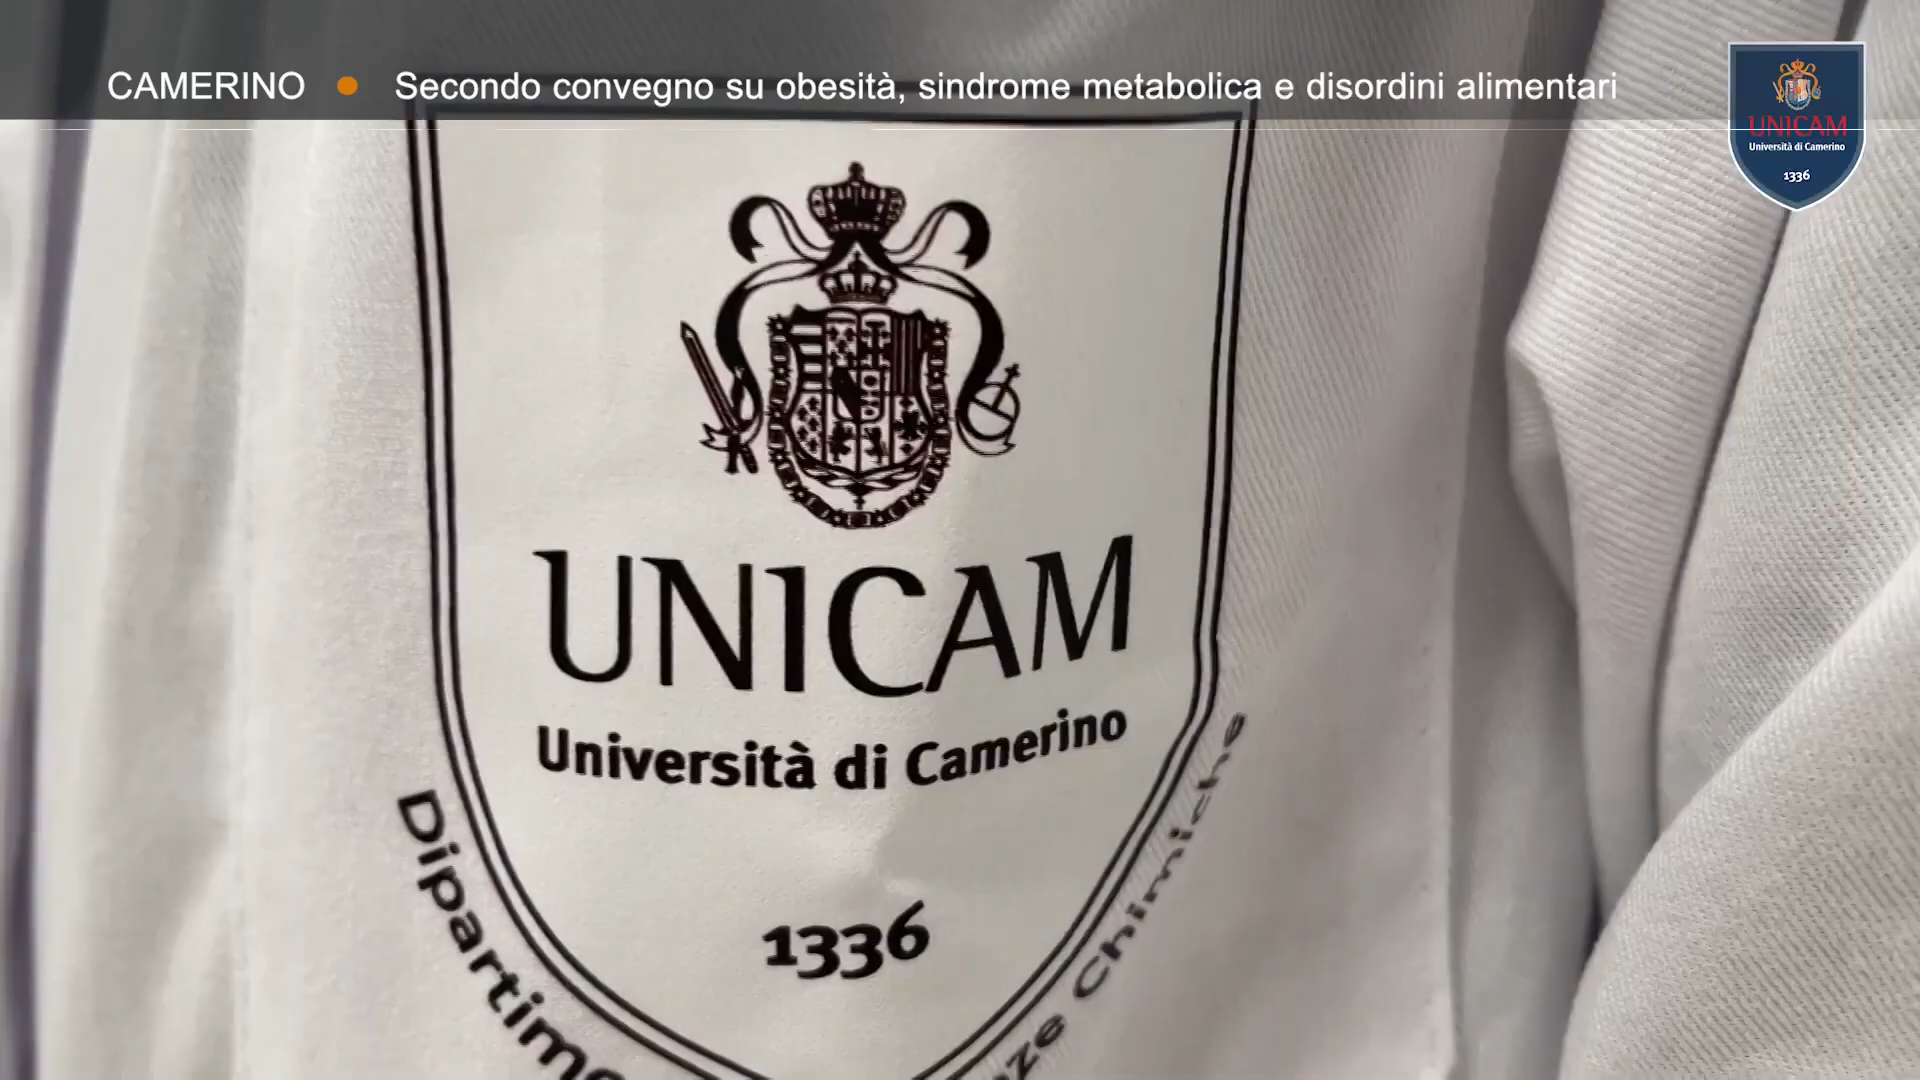 CAMERINO • Secondo convegno su obesità, sindrome metabolica e disordini alimentari
UNICAM
Università di Camerino
1336
UNICAM
Università di Camerino
1336
Chimiche